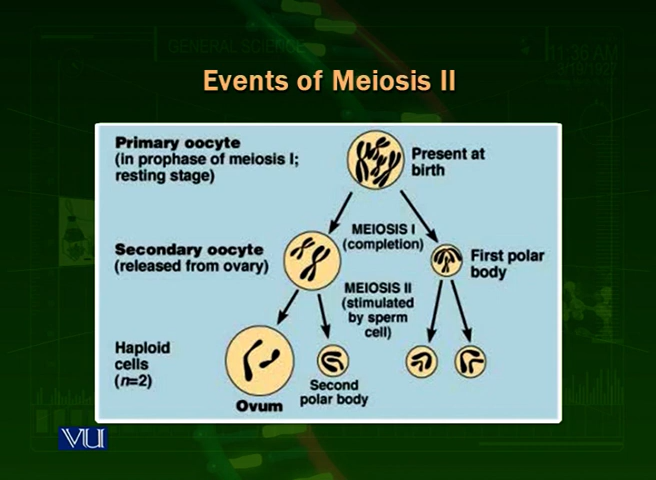 GENERAL SCIENCE
Events of Meiosis II
Primary oocyte
(in prophase of meiosis I;
resting stage)
Present at
birth
MEIOSIS I
(completion)
Secondary oocyte
(released from ovary)
First polar
body
MEIOSIS II
(stimulated
by sperm
cell)
Haploid
cells
(n=2)
Ovum
Second
polar body
VU